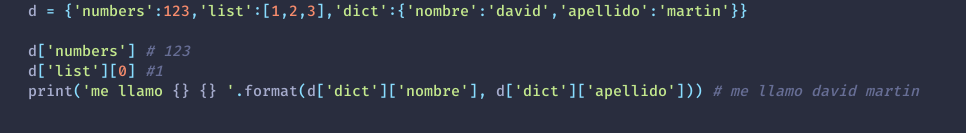 d = {'numbers':123,'list':[1,2,3],'dict':{'nombre':'david','apellido':'martin'}}
d['numbers'] # 123
d['list'][0] #1
print('me llamo {} {} '.format(d['dict']['nombre'], d['dict']['apellido'])) # me llamo david martin